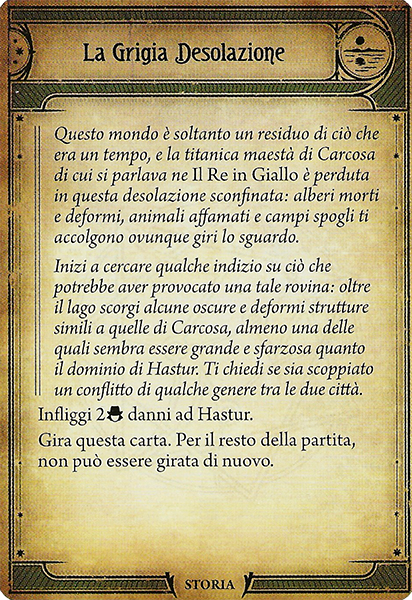 La Grigia Desolazione
Questo mondo è soltanto un residuo di ciò che
era un tempo, e la titanica maestà di Carcosa
di cui si parlava ne Il Re in Giallo è perduta
in questa desolazione sconfinata: alberi morti
e deformi, animali affamati e campi spogli ti
accolgono ovunque giri lo sguardo.
Inizi a cercare qualche indizio su ciò che
potrebbe aver provocato una tale rovina: oltre
il lago scorgi alcune oscure e deformi strutture
simili a quelle di Carcosa, almeno una delle
quali sembra essere grande e sfarzosa quanto
il dominio di Hastur. Ti chiedi se sia scoppiato
un conflitto di qualche genere tra le due città.
Infliggi 2 danni ad Hastur.
Gira questa carta. Per il resto della partita,
non può essere girata di nuovo.
STORIA